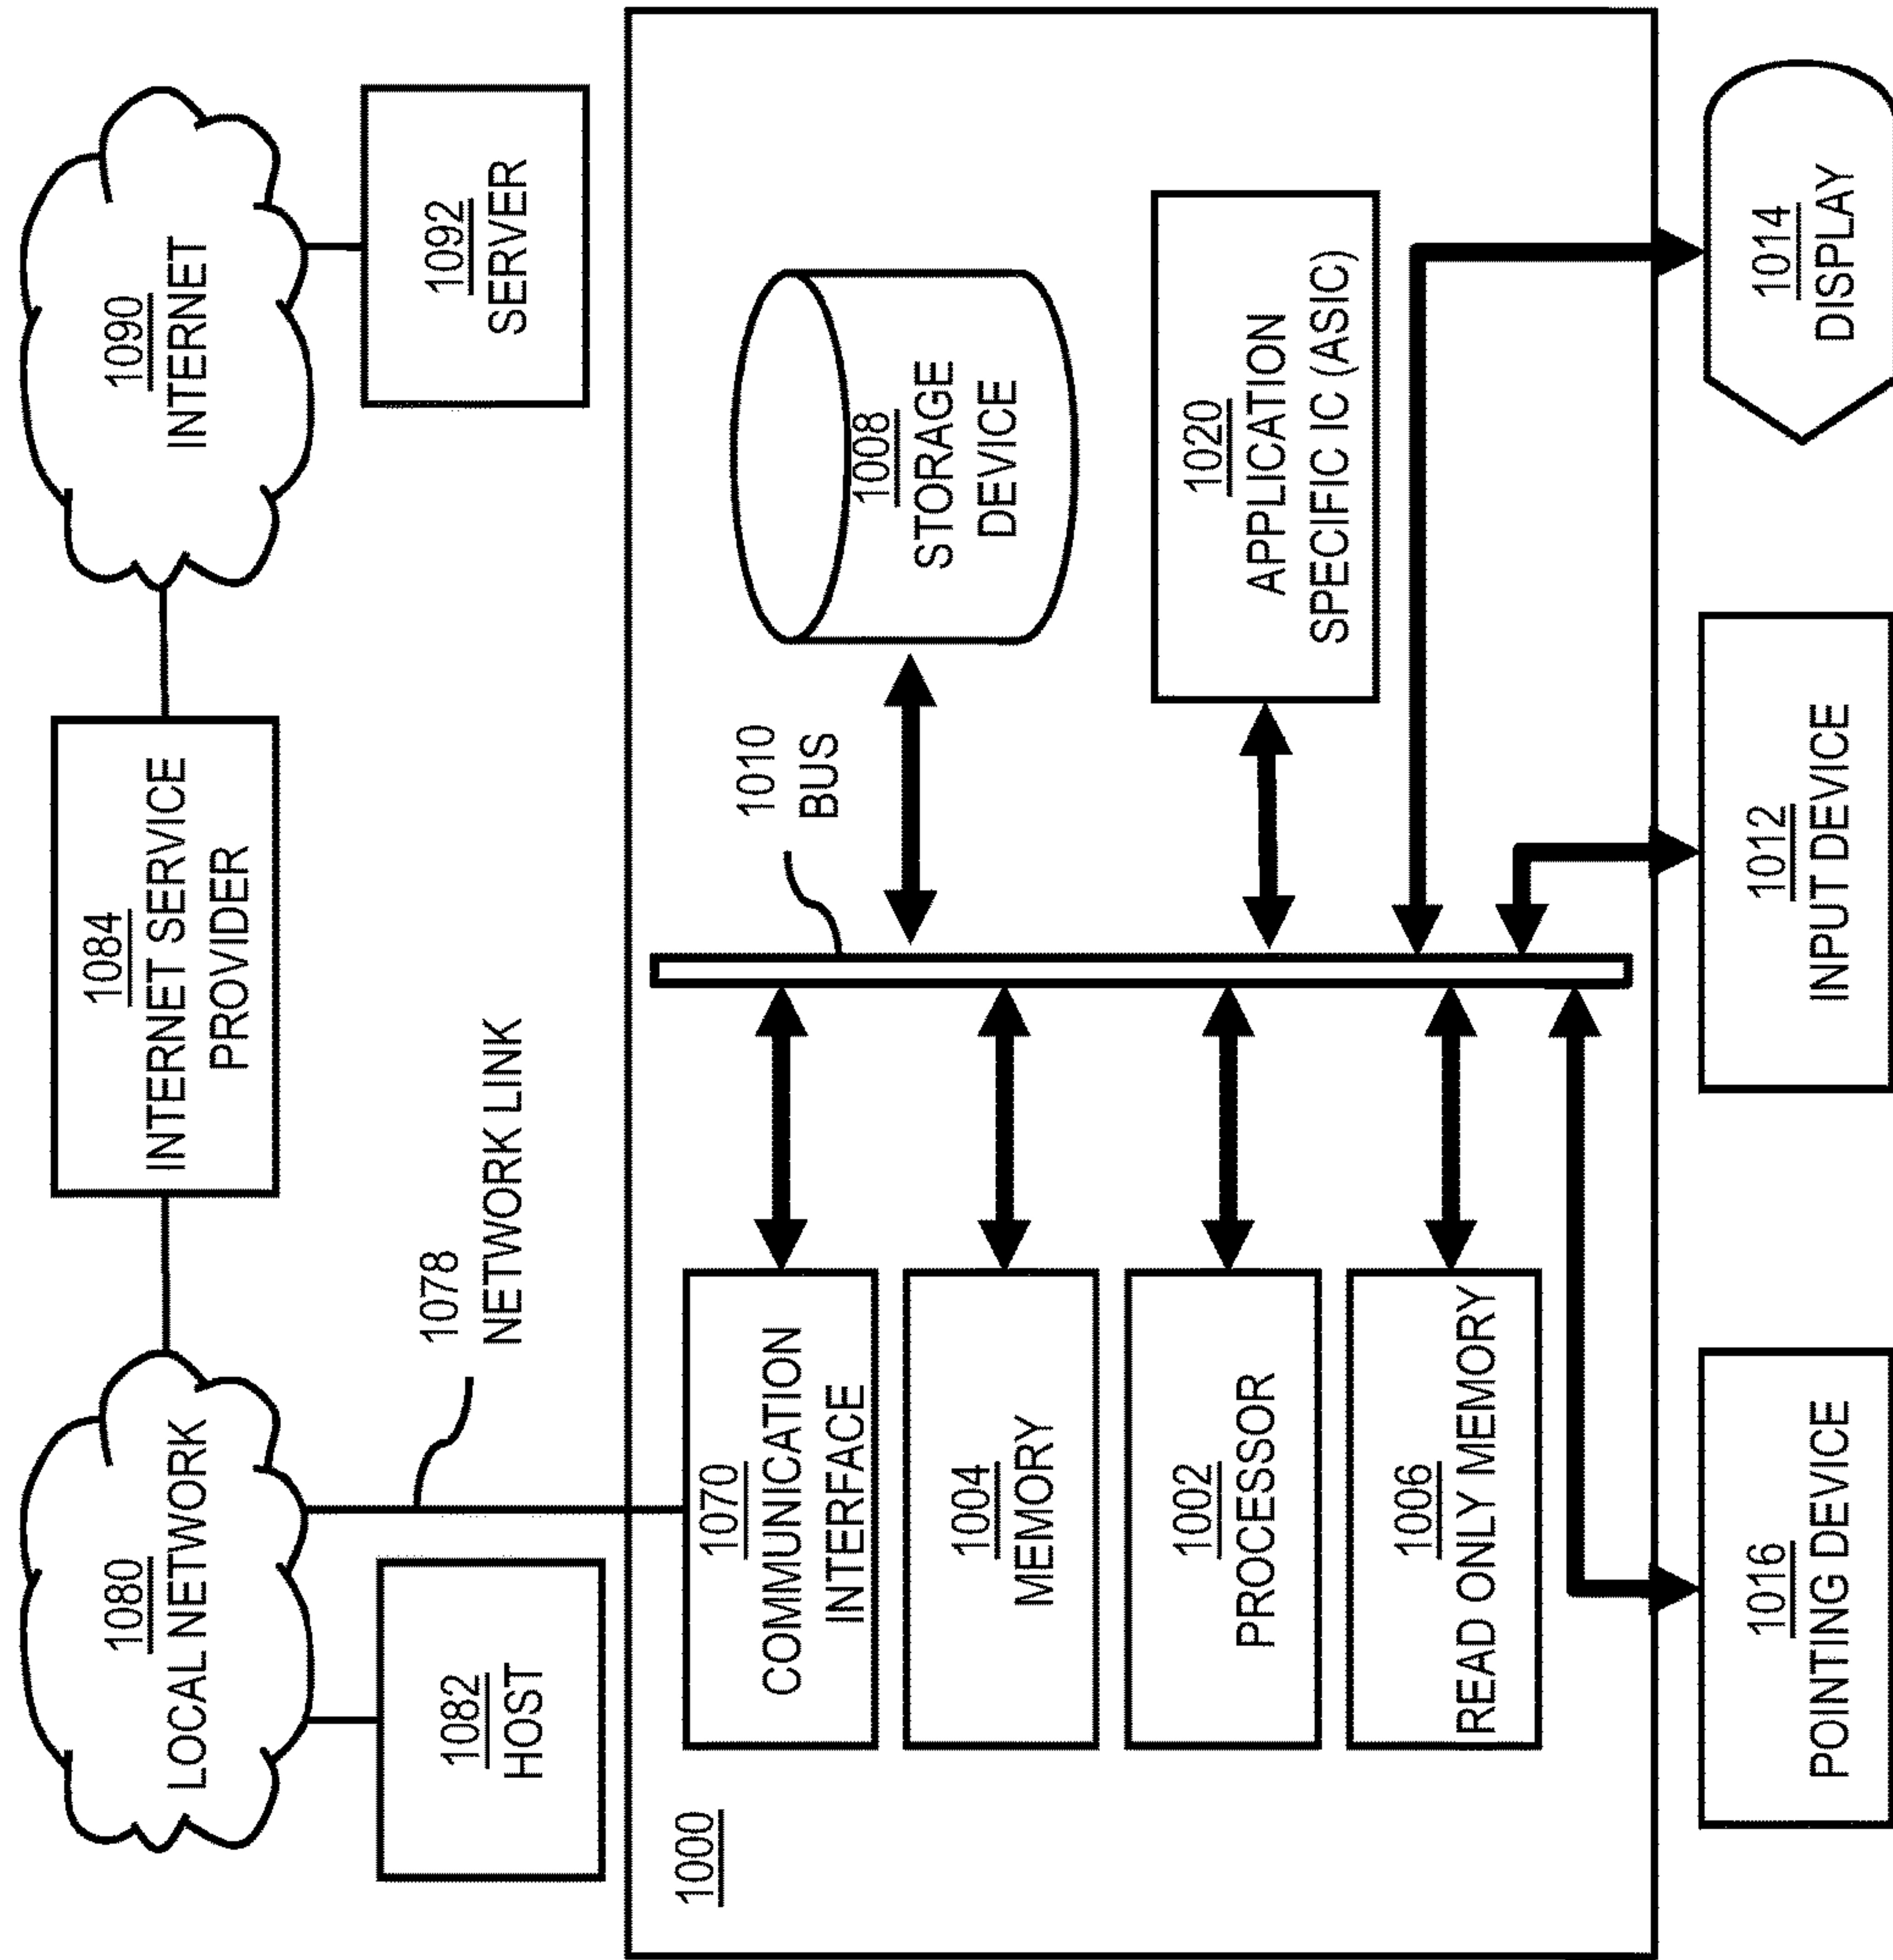 1080
LOCAL NETWORK
1084
INTERNET SERVICE
PROVIDER
1090
INTERNET
1082
HOST
1078
NETWORK LINK
1092
SERVER
1000
1070
COMMUNICATION
INTERFACE
1004
MEMORY
1002
PROCESSOR
1006
READ ONLY MEMORY
1010
BUS
1008
STORAGE
DEVICE
1020
APPLICATION
SPECIFIC IC (ASIC)
1016
POINTING DEVICE
1012
INPUT DEVICE
1014
DISPLAY